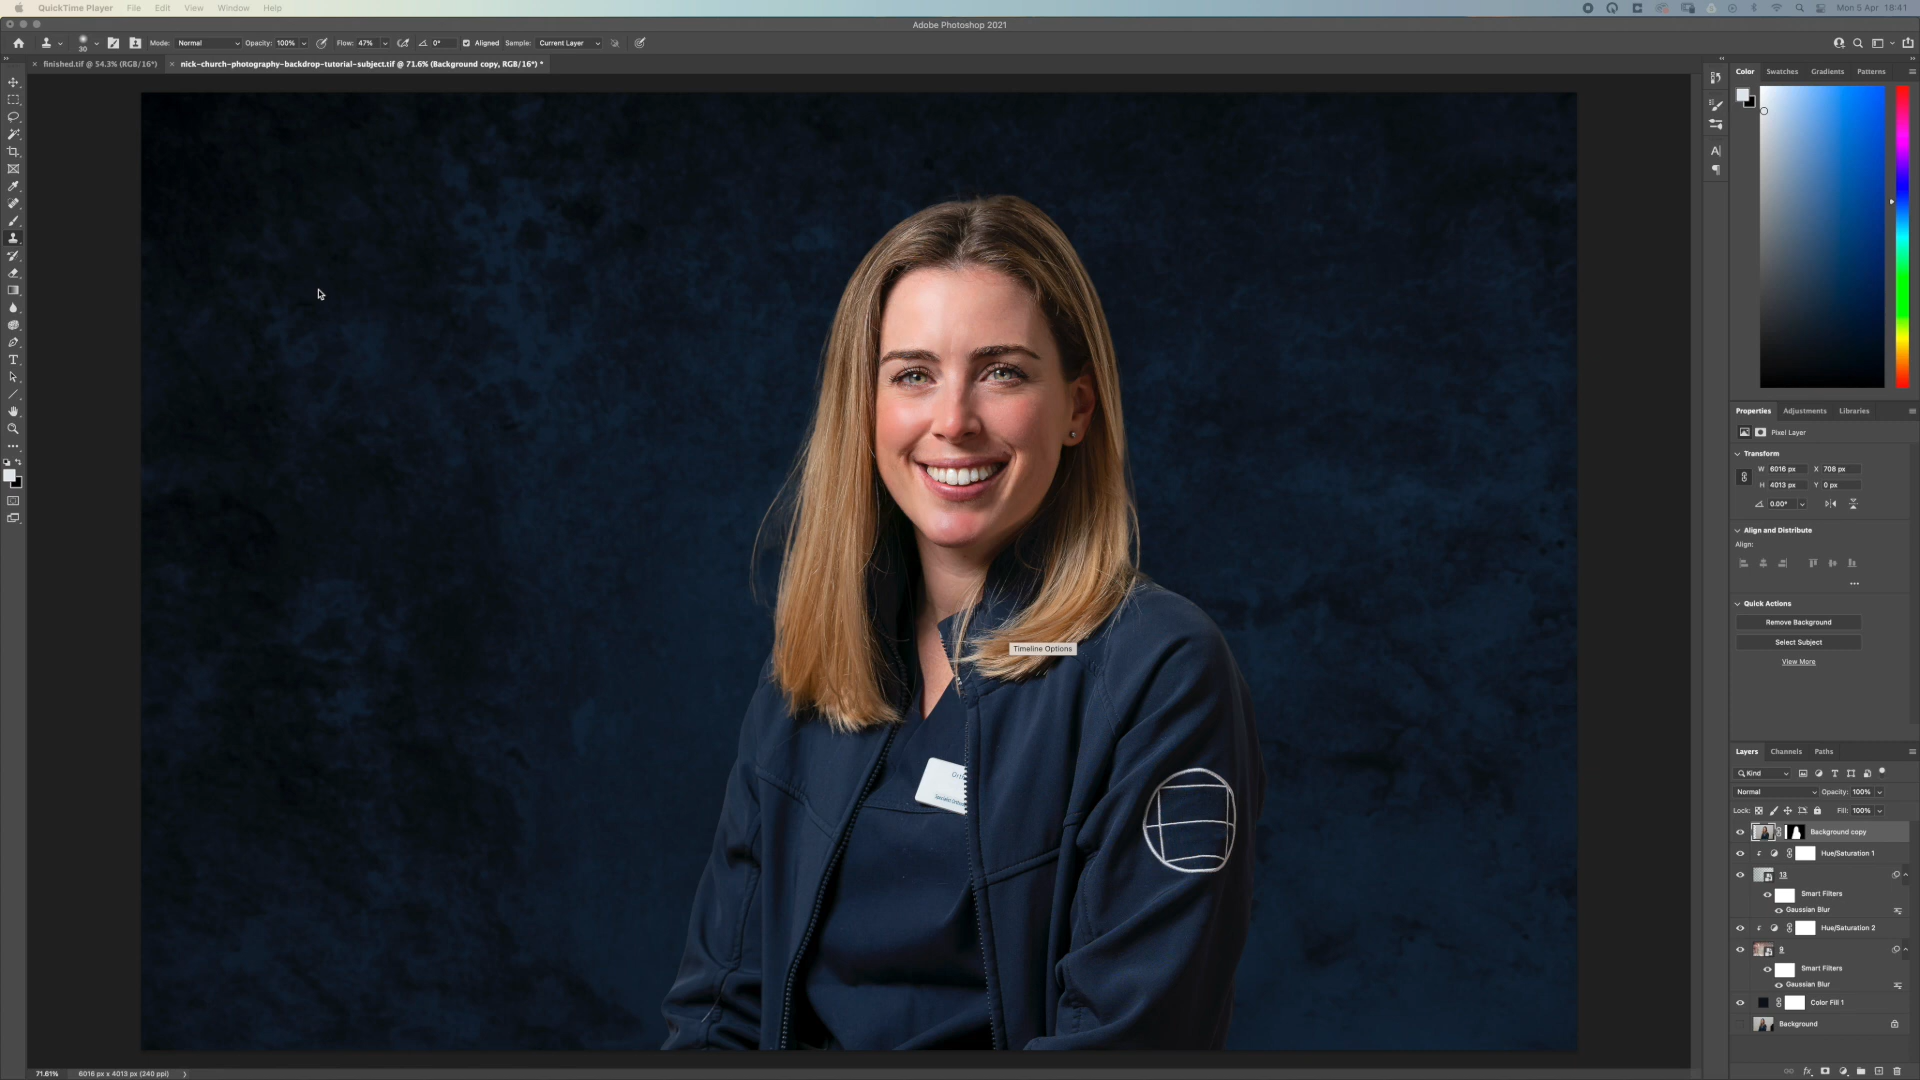 QuickTime Player File Edit View Window Help
Mon 5 Apr 18:41
Adobe Photoshop 2021
30
Mode: Normal Opacity: 100% Flow: 47% 0° Aligned Sample: Current Layer
finished.tif @ 54.3% (RGB/16*)
nick-church-photography-backdrop-tutorial-subject.tif @ 71.6% (Background copy, RGB/16*) *
Color Swatches Gradients Patterns
Properties Adjustments Libraries
Pixel Layer
Transform
W 6016 px X 708 px
H 4013 px Y 0 px
0.00°
Align and Distribute
Align:
Quick Actions
Remove Background
Select Subject
View More
Timeline Options
Layers Channels Paths
Kind
Normal Opacity: 100%
Lock: Fill: 100%
Background copy
Hue/Saturation 1
13
Smart Filters
Gaussian Blur
Hue/Saturation 2
9
Smart Filters
Gaussian Blur
Color Fill 1
Background
71.61% 6016 px x 4013 px (240 ppi)